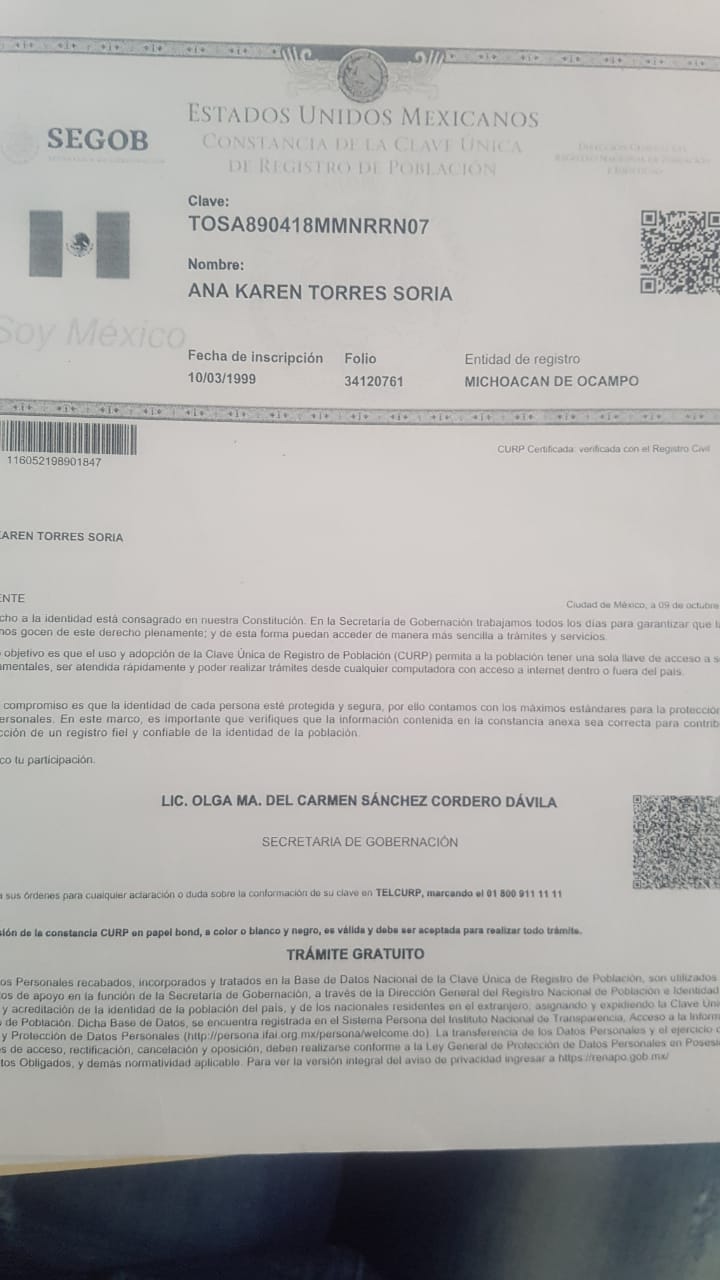 ESTADOS UNIDOS MEXICANOS
CONSTANCIA DE LA CLAVE ÚNICA
DE REGISTRO DE POBLACIÓN
SEGOB
DIRECCIÓN GENERAL DEL
REGISTRO NACIONAL DE POBLACIÓN
E IDENTIDAD
Clave:
TOSA890418MMNRRN07
Nombre:
ANA KAREN TORRES SORIA
Soy México
Fecha de inscripción Folio Entidad de registro
10/03/1999 34120761 MICHOACAN DE OCAMPO
116052198901847
CURP Certificada: verificada con el Registro Civil
KAREN TORRES SORIA
ENTE
Ciudad de México, a 09 de octubre
cho a la identidad está consagrado en nuestra Constitución. En la Secretaría de Gobernación trabajamos todos los días para garantizar que
nos gocen de este derecho plenamente; y de esta forma puedan acceder de manera más sencilla a trámites y servicios.
objetivo es que el uso y adopción de la Clave Única de Registro de Población (CURP) permita a la población tener una sola llave de acceso a
amentales, ser atendida rápidamente y poder realizar trámites desde cualquier computadora con acceso a internet dentro o fuera del país.
compromiso es que la identidad de cada persona esté protegida y segura, por ello contamos con los máximos estándares para la protección
ersonales. En este marco, es importante que verifiques que la información contenida en la constancia anexa sea correcta para contrib
cción de un registro fiel y confiable de la identidad de la población.
co tu participación.
LIC. OLGA MA. DEL CARMEN SÁNCHEZ CORDERO DÁVILA
SECRETARIA DE GOBERNACIÓN
a sus órdenes para cualquier aclaración o duda sobre la conformación de su clave en TELCURP, marcando el 01 800 911 11 11
sión de la constancia CURP en papel bond, a color o blanco y negro, es válida y debe ser aceptada para realizar todo trámite.
TRÁMITE GRATUITO
os Personales recabados, incorporados y tratados en la Base de Datos Nacional de la Clave Única de Registro de Población, son utilizados
os de apoyo en la función de la Secretaría de Gobernación, a través de la Dirección General del Registro Nacional de Población e Identidad
y acreditación de la identidad de la población del país, y de los nacionales residentes en el extranjero, asignando y expidiendo la Clave Úni
de Población. Dicha Base de Datos, se encuentra registrada en el Sistema Persona del Instituto Nacional de Transparencia, Acceso a la Inform
y Protección de Datos Personales (http://persona.ifai.org.mx/persona/welcome.do). La transferencia de los Datos Personales y el ejercicio
s de acceso, rectificación, cancelación y oposición, deben realizarse conforme a la Ley General de Protección de Datos Personales en Posesi
tos Obligados, y demás normatividad aplicable. Para ver la versión integral del aviso de privacidad ingresar a https://renapo.gob.mx/